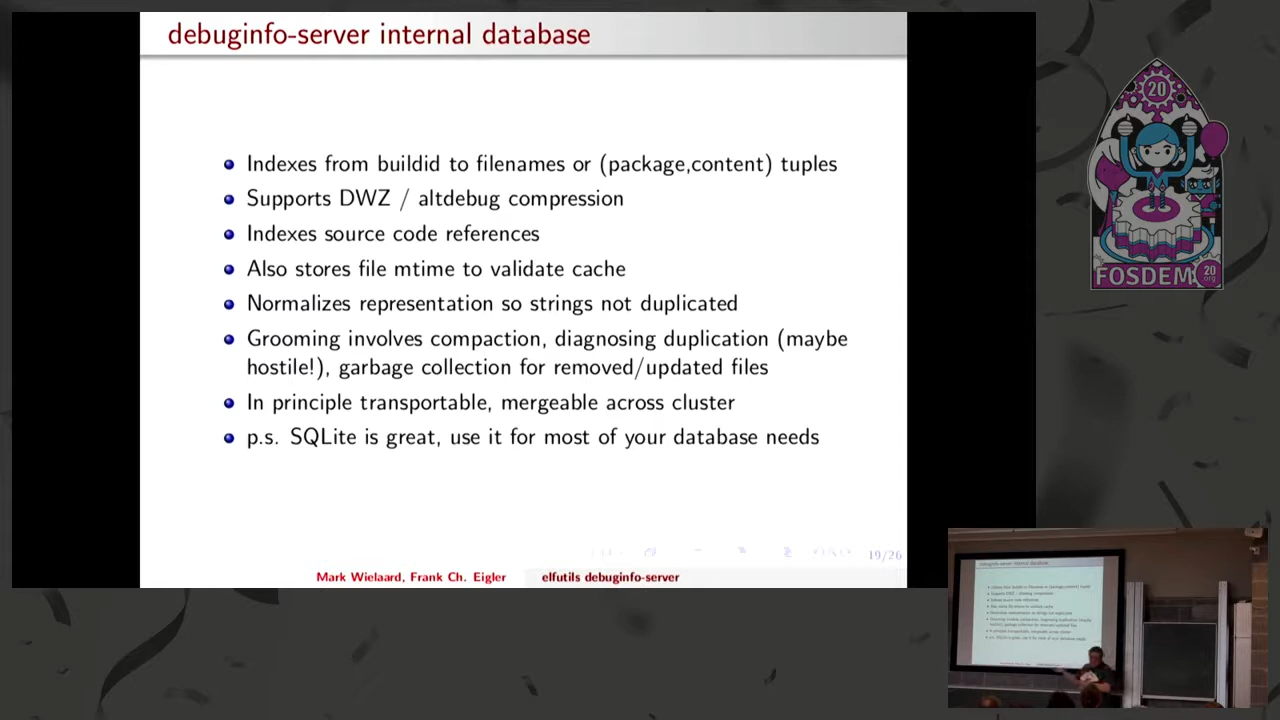 debuginfo-server internal database
Indexes from buildid to filenames or (package,content) tuples
Supports DWZ / altdebug compression
Indexes source code references
Also stores file mtime to validate cache
Normalizes representation so strings not duplicated
Grooming involves compaction, diagnosing duplication (maybe
hostile!), garbage collection for removed/updated files
In principle transportable, mergeable across cluster
p.s. SQLite is great, use it for most of your database needs
19/26
Mark Wielaard, Frank Ch. Eigler
elfutils debuginfo-server
20
FOSDEM
20
.org